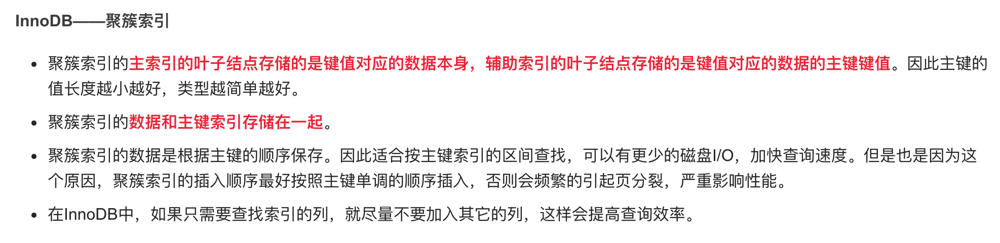 InnoDB——聚簇索引
• 聚簇索引的主索引的叶子结点存储的是键值对应的数据本身，辅助索引的叶子结点存储的是键值对应的数据的主键键值。因此主键的
值长度越小越好，类型越简单越好。
• 聚簇索引的数据和主键索引存储在一起。
• 聚簇索引的数据是根据主键的顺序保存。因此适合按主键索引的区间查找，可以有更少的磁盘I/O，加快查询速度。但是也是因为这
个原因，聚簇索引的插入顺序最好按照主键单调的顺序插入，否则会频繁的引起页分裂，严重影响性能。
• 在InnoDB中，如果只需要查找索引的列，就尽量不要加入其它的列，这样会提高查询效率。